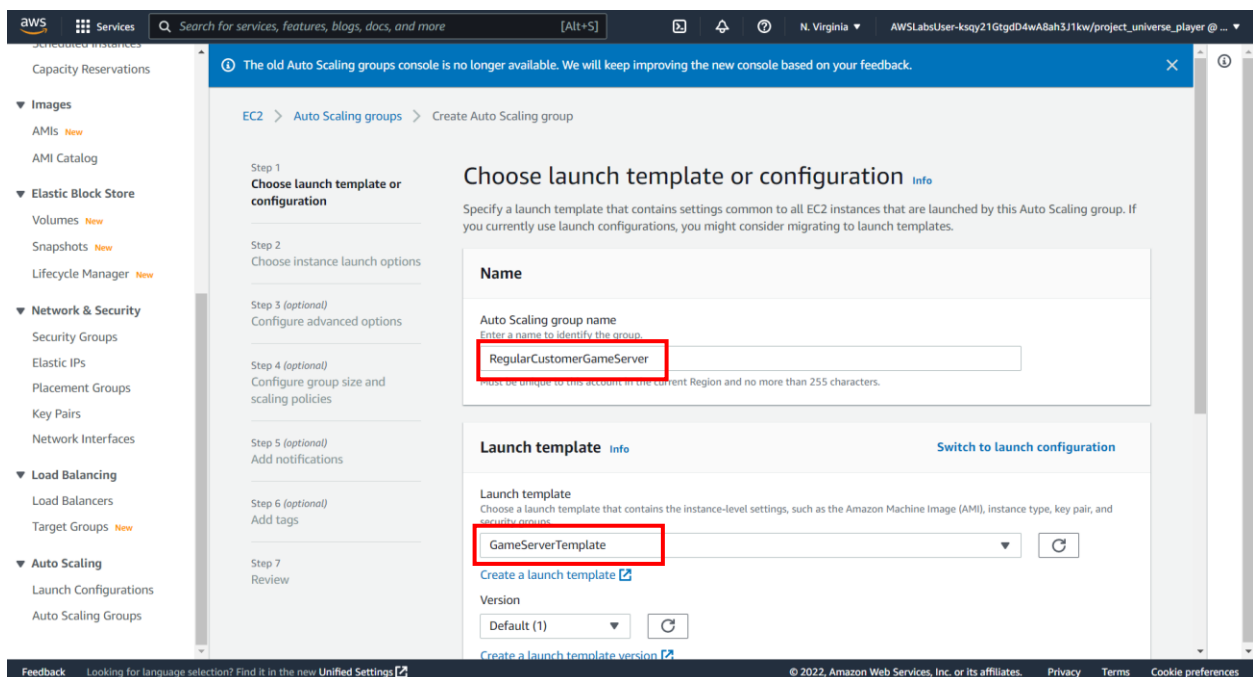 aws
Services
Search for services, features, blogs, docs, and more
[Alt+S]
N. Virginia ▼
AWSLabsUser-ksqy21GtgdD4wA8ah3J1kw/project_universe_player @ ... ▼
Scheduled Instances
Capacity Reservations
▼ Images
AMIs New
AMI Catalog
▼ Elastic Block Store
Volumes New
Snapshots New
Lifecycle Manager New
▼ Network & Security
Security Groups
Elastic IPs
Placement Groups
Key Pairs
Network Interfaces
▼ Load Balancing
Load Balancers
Target Groups New
▼ Auto Scaling
Launch Configurations
Auto Scaling Groups
The old Auto Scaling groups console is no longer available. We will keep improving the new console based on your feedback.
EC2 > Auto Scaling groups > Create Auto Scaling group
Step 1
Choose launch template or
configuration
Step 2
Choose instance launch options
Step 3 (optional)
Configure advanced options
Step 4 (optional)
Configure group size and
scaling policies
Step 5 (optional)
Add notifications
Step 6 (optional)
Add tags
Step 7
Review
Choose launch template or configuration Info
Specify a launch template that contains settings common to all EC2 instances that are launched by this Auto Scaling group. If
you currently use launch configurations, you might consider migrating to launch templates.
Name
Auto Scaling group name
Enter a name to identify the group.
RegularCustomerGameServer
Must be unique to this account in the current Region and no more than 255 characters.
Launch template Info
Switch to launch configuration
Launch template
Choose a launch template that contains the instance-level settings, such as the Amazon Machine Image (AMI), instance type, key pair, and
security groups.
GameServerTemplate
Create a launch template
Version
Default (1)
Create a launch template version
Feedback
Looking for language selection? Find it in the new Unified Settings
© 2022, Amazon Web Services, Inc. or its affiliates.
Privacy
Terms
Cookie preferences